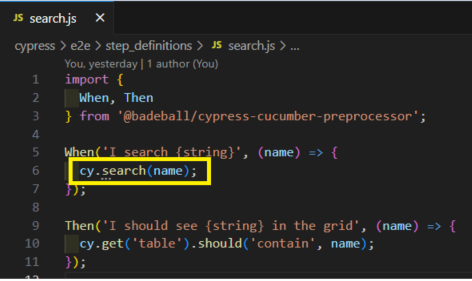 JS search.js ×
cypress > e2e > step_definitions > JS search.js > ...
You, yesterday | 1 author (You)
1 import {
2 When, Then
3 } from '@badeball/cypress-cucumber-preprocessor';
4
5 When('I search {string}', (name) => {
6 cy.search(name);
7 });
8
9 Then('I should see {string} in the grid', (name) => {
10 cy.get('table').should('contain', name);
11 });
12